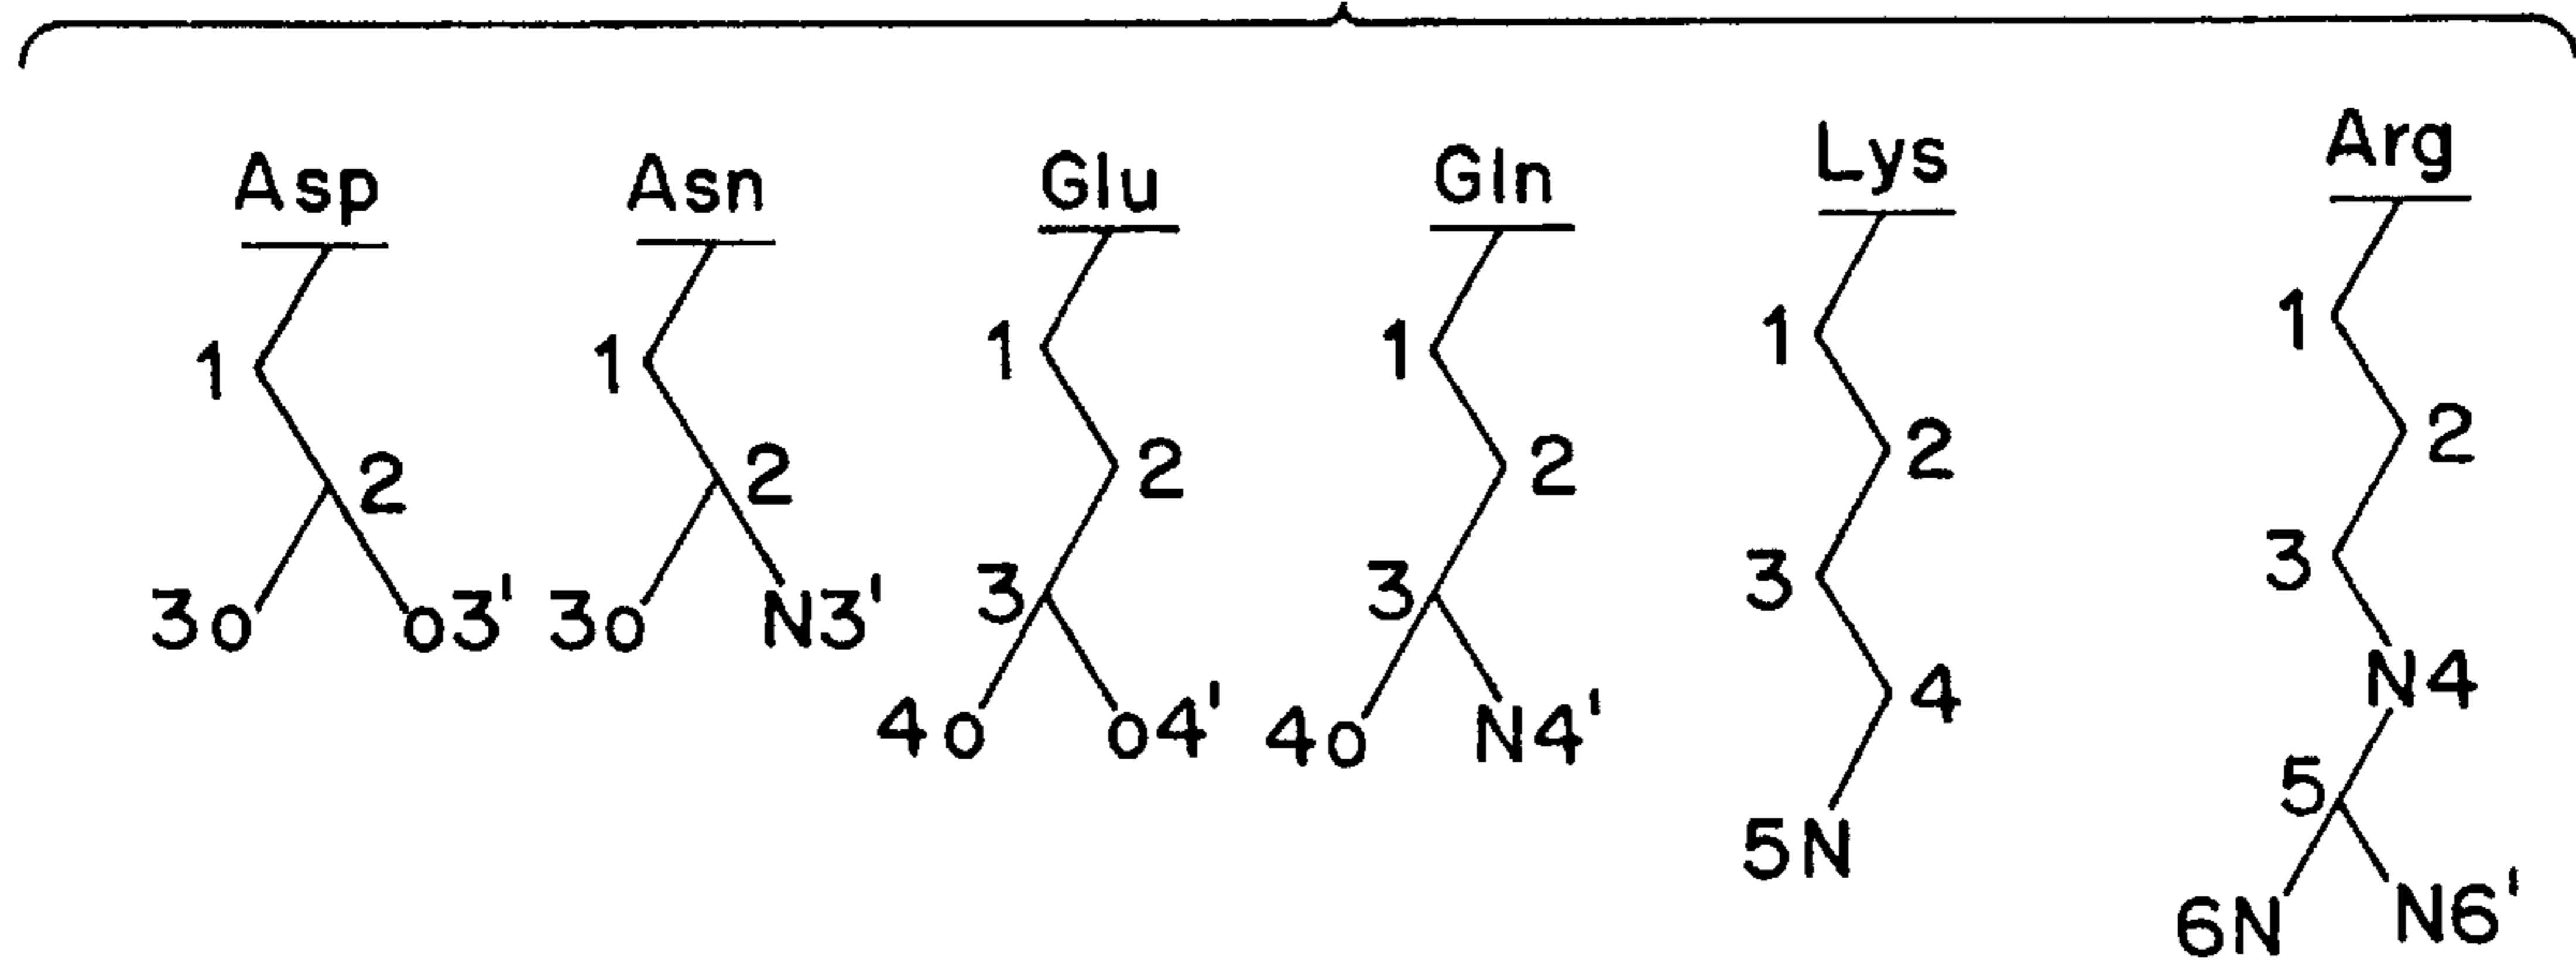 Asp Asn Glu Gln Lys Arg
1 1 1 1 1 1
2 2 2 2 2 2
3o o3' 3o N3' 3 3 3 3
4o o4' 4o N4' 4 N4
5N 5
6N N6'